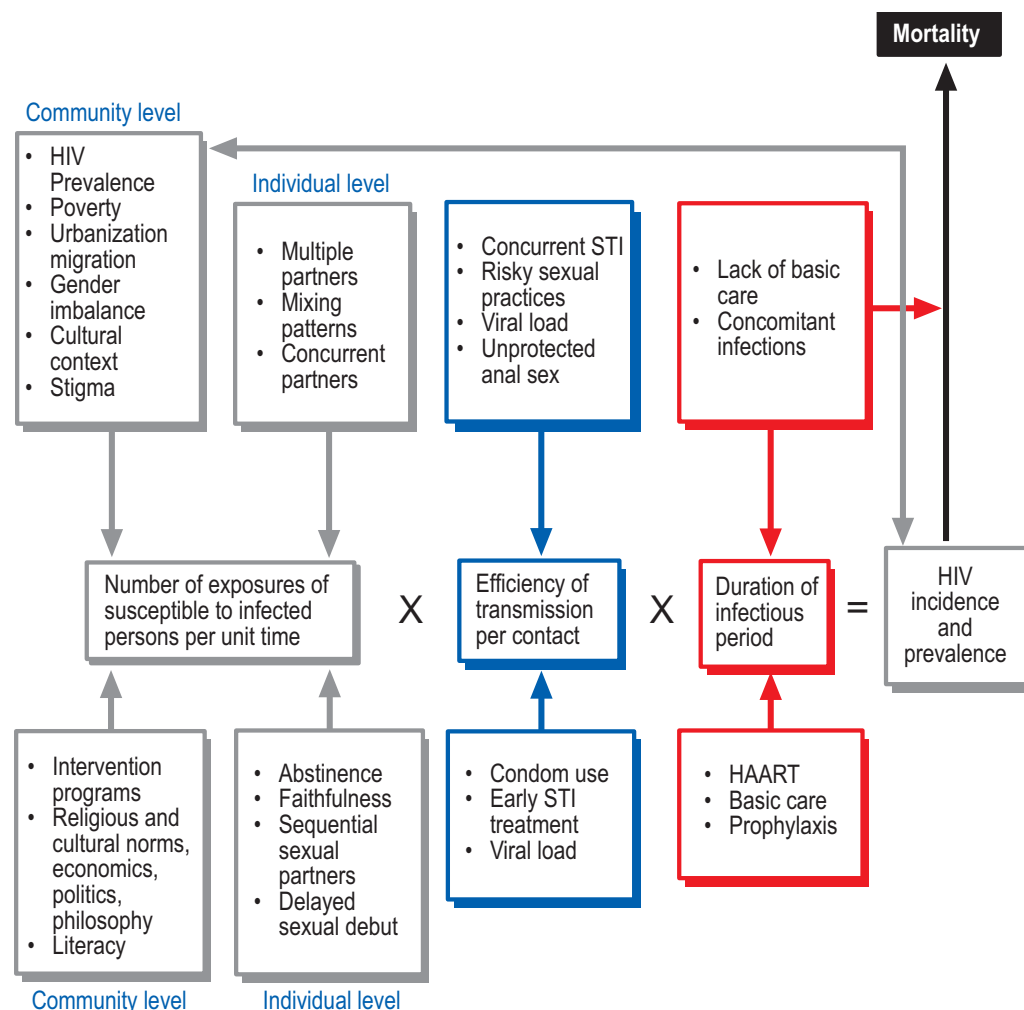 Mortality
Community level
• HIV
Prevalence
• Poverty
• Urbanization
migration
• Gender
imbalance
• Cultural
context
• Stigma
Individual level
• Multiple
partners
• Mixing
patterns
• Concurrent
partners
• Concurrent STI
• Risky sexual
practices
• Viral load
• Unprotected
anal sex
• Lack of basic
care
• Concomitant
infections
Number of exposures of
susceptible to infected
persons per unit time
X
Efficiency of
transmission
per contact
X
Duration of
infectious
period
=
HIV
incidence
and
prevalence
• Intervention
programs
• Religious and
cultural norms,
economics,
politics,
philosophy
• Literacy
Community level
• Abstinence
• Faithfulness
• Sequential
sexual
partners
• Delayed
sexual debut
Individual level
• Condom use
• Early STI
treatment
• Viral load
• HAART
• Basic care
• Prophylaxis